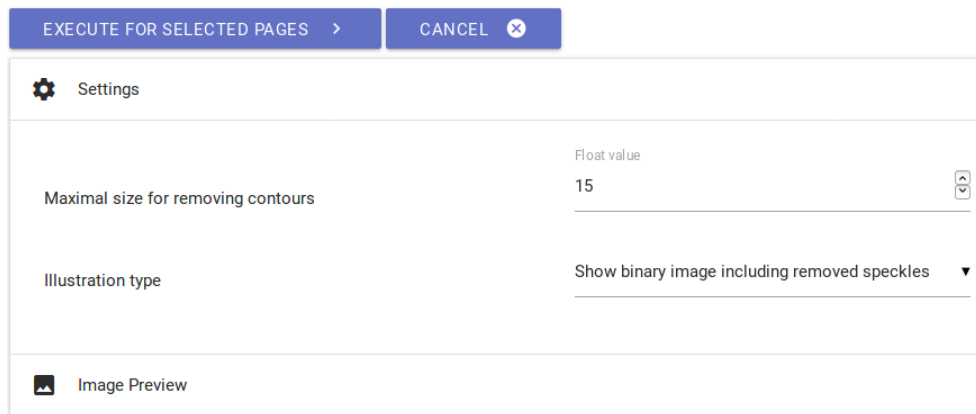 EXECUTE FOR SELECTED PAGES CANCEL
Settings
Float value
Maximal size for removing contours 15
Illustration type Show binary image including removed speckles
Image Preview